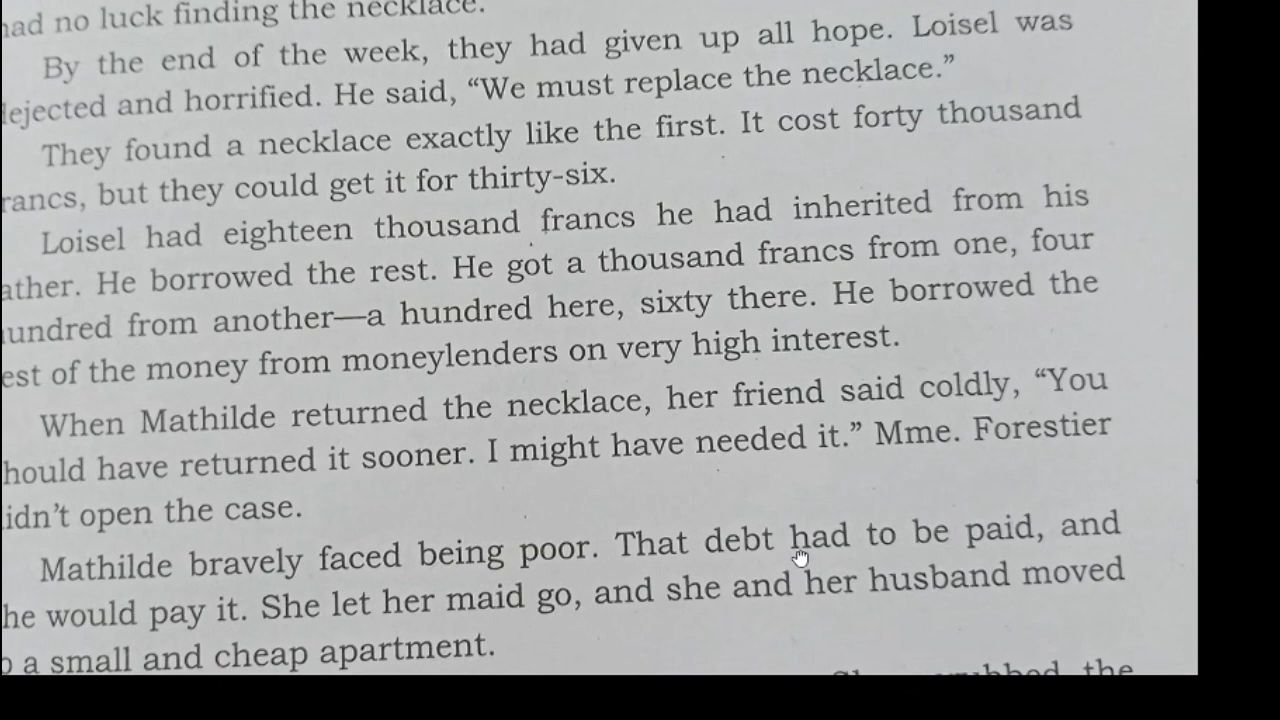 had no luck finding the necklace.
By the end of the week, they had given up all hope. Loisel was
dejected and horrified. He said, “We must replace the necklace.”
They found a necklace exactly like the first. It cost forty thousand
rancs, but they could get it for thirty-six.
Loisel had eighteen thousand francs he had inherited from his
ather. He borrowed the rest. He got a thousand francs from one, four
hundred from another—a hundred here, sixty there. He borrowed the
est of the money from moneylenders on very high interest.
When Mathilde returned the necklace, her friend said coldly, “You
hould have returned it sooner. I might have needed it.” Mme. Forestier
idn’t open the case.
Mathilde bravely faced being poor. That debt had to be paid, and
he would pay it. She let her maid go, and she and her husband moved
o a small and cheap apartment.
the